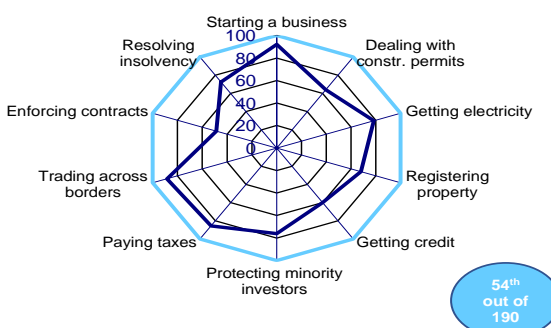 Starting a business
Dealing with
constr. permits
Getting electricity
Registering
property
Getting credit
Protecting minority
investors
Paying taxes
Trading across
borders
Enforcing contracts
Resolving
insolvency
100
80
60
40
20
0
54th
out of
190